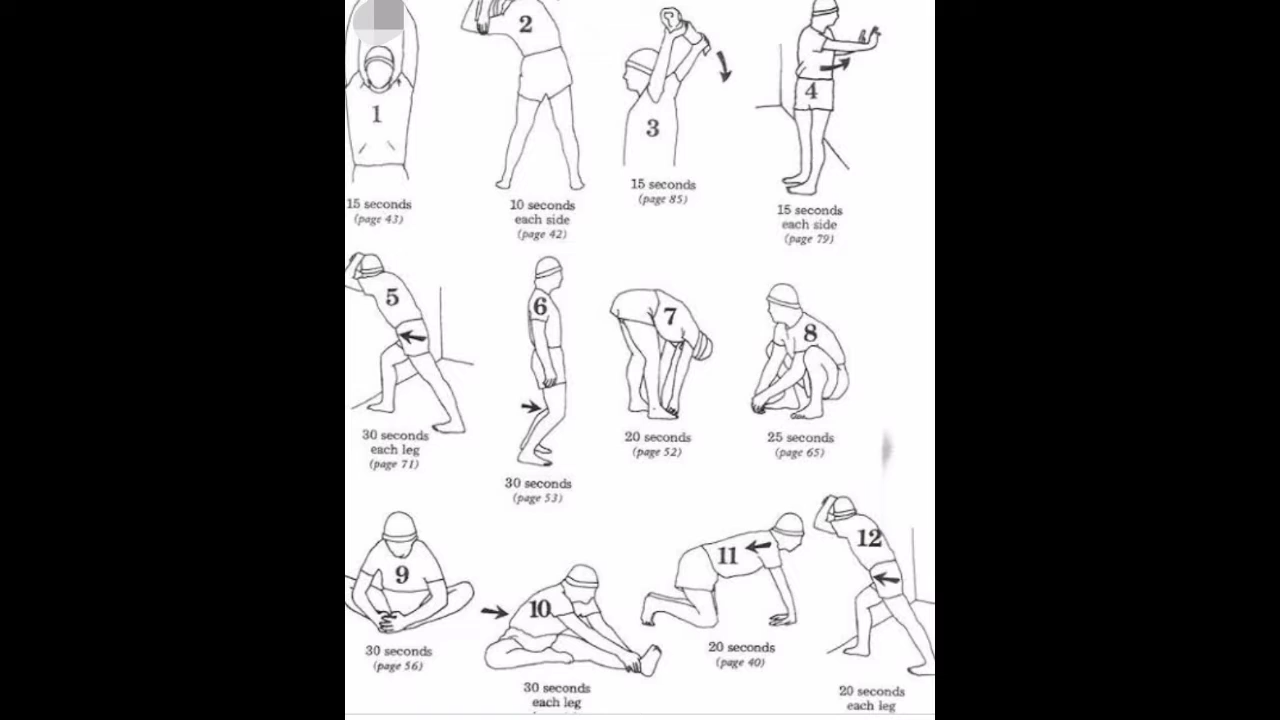 1
15 seconds
(page 43)
2
10 seconds
each side
(page 42)
3
15 seconds
(page 85)
4
15 seconds
each side
(page 79)
5
30 seconds
each leg
(page 71)
6
30 seconds
(page 53)
7
20 seconds
(page 52)
8
25 seconds
(page 65)
9
30 seconds
(page 56)
10
30 seconds
each leg
11
20 seconds
(page 40)
12
20 seconds
each leg